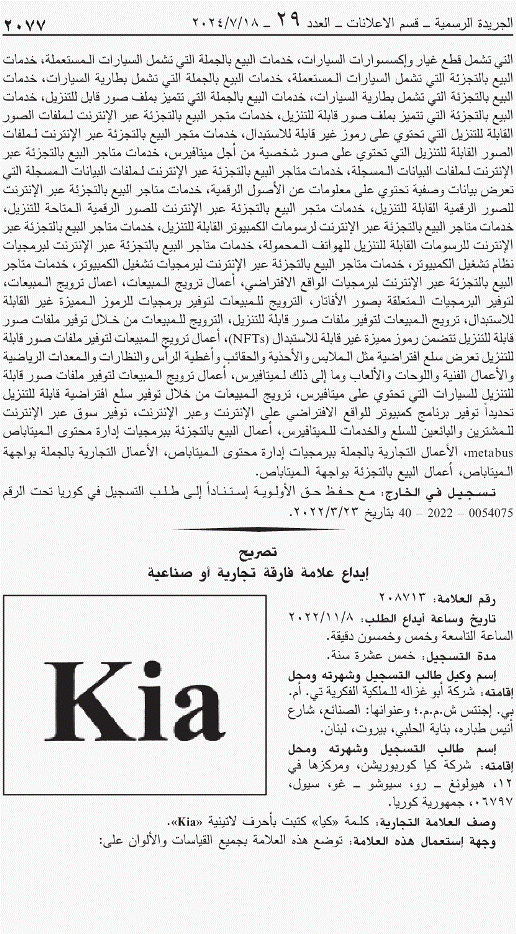 الجريدة الرسمية ـ قسم الاعلانات ـ العدد ٢٩ ـ ٢٠٢٤/٧/١٨
٢٠٧٧
التي تشمل قطع غيار وإكسسوارات السيارات، خدمات البيع بالجملة التي تشمل السيارات المستعملة، خدمات
البيع بالتجزئة التي تشمل السيارات المستعملة، خدمات البيع بالجملة التي تشمل بطارية السيارات، خدمات
البيع بالتجزئة التي تشمل بطارية السيارات، خدمات البيع بالجملة التي تتميز بملف صور قابل للتنزيل، خدمات
البيع بالتجزئة التي تتميز بملف صور قابلة للتنزيل، خدمات متجر البيع بالتجزئة عبر الإنترنت لـملفات الصور
القابلة للتنزيل التي تحتوي على رموز غير قابلة للاستبدال، خدمات متجر البيع بالتجزئة عبر الإنترنت لـملفات
الصور القابلة للتنزيل التي تحتوي على صور شخصية من أجل ميتافيرس، خدمات متاجر البيع بالتجزئة عبر
الإنترنت لـملفات البيانات المسجلة، خدمات متاجر البيع بالتجزئة عبر الإنترنت لـملفات البيانات المسجلة التي
تعرض بيانات وصفية تحتوي على معلومات عن الأصول الرقمية، خدمات متاجر البيع بالتجزئة عبر الإنترنت
للصور الرقمية القابلة للتنزيل، خدمات متجر البيع بالتجزئة عبر الإنترنت للصور الرقمية المتاحة للتنزيل،
خدمات متاجر البيع بالتجزئة عبر الإنترنت لرسومات الكمبيوتر القابلة للتنزيل، خدمات متاجر البيع بالتجزئة عبر
الإنترنت للرسومات القابلة للتنزيل للهواتف المحمولة، خدمات متاجر البيع بالتجزئة عبر الإنترنت لبرمجيات
نظام تشغيل الكمبيوتر، خدمات متاجر البيع بالتجزئة عبر الإنترنت لبرمجيات تشغيل الكمبيوتر، خدمات متاجر
البيع بالتجزئة عبر الإنترنت لبرمجيات الواقع الافتراضي، أعمال ترويج المبيعات، اعمال ترويج المبيعات،
لتوفير البرمجيات المتعلقة بصور الأفاتار، الترويج للمبيعات لتوفير برمجيات للرموز المميزة غير القابلة
للاستبدال، ترويج المبيعات لتوفير ملفات صور قابلة للتنزيل، الترويج للمبيعات من خلال توفير ملفات صور
قابلة للتنزيل تتضمن رموز مميزة غير قابلة للاستبدال (NFTs)، أعمال ترويج المبيعات لتوفير ملفات صور قابلة
للتنزيل تعرض سلع افتراضية مثل الملابس والأحذية والحقائب وأغطية الرأس والنظارات والمعدات الرياضية
والأعمال الفنية واللوحات والألعاب وما إلى ذلك لـميتافيرس، أعمال ترويج المبيعات لتوفير ملفات صور قابلة
للتنزيل للسيارات التي تحتوي على ميتافيرس، ترويج المبيعات من خلال توفير سلع افتراضية قابلة للتنزيل
تحديداً توفير برنامج كمبيوتر للواقع الافتراضي على الإنترنت وعبر الإنترنت، توفير سوق عبر الإنترنت
للمشترين والبائعين للسلع والخدمات للـميتافيرس، أعمال البيع بالتجزئة ببرمجيات إدارة محتوى الميتاباص
metabus، الأعمال التجارية بالجملة ببرمجيات إدارة محتوى الميتاباص، الأعمال التجارية بالجملة بواجهة
الميتاباص، أعمال البيع بالتجزئة بواجهة الميتاباص.
تسجيل في الخارج: مع حفظ حق الأولوية إستناداً إلى طلب التسجيل في كوريا تحت الرقم
40 – 2022 – 0054075 بتاريخ ٢٠٢٢/٣/٢٣.
تصريح
إيداع علامة فارقة تجارية أو صناعية
رقم العلامة: ٢٠٨٧١٣
تاريخ وساعة أيداع الطلب: ٢٠٢٢/١١/٨
الساعة التاسعة وخمس وخمسون دقيقة.
مدة التسجيل: خمس عشرة سنة.
إسم وكيل طالب التسجيل وشهرته ومحل
إقامته: شركة أبو غزاله للملكية الفكرية تي. أم.
بي. إجنتس ش.م.م.؛ وعنوانها: الصنائع، شارع
أنيس طباره، بناية الحلبي، بيروت، لبنان.
إسم طالب التسجيل وشهرته ومحل
إقامته: شركة كيا كوربوريشن، ومركزها في
١٢، هيولونغ ـ رو، سيوشو ـ غو، سيول،
٠٦٧٩٧، جمهورية كوريا.
Kia
وصف العلامة التجارية: كلمة «كيا» كتبت بأحرف لاتينية «Kia».
وجهة إستعمال هذه العلامة: توضع هذه العلامة بجميع القياسات والألوان على: